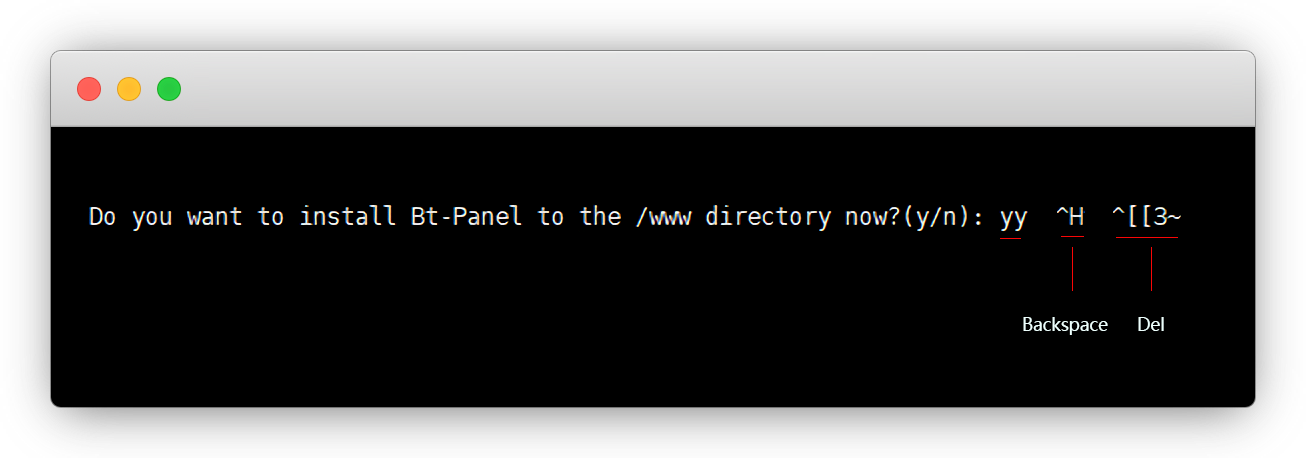 Do you want to install Bt-Panel to the /www directory now?(y/n): yy ^H ^[[3~
Backspace Del